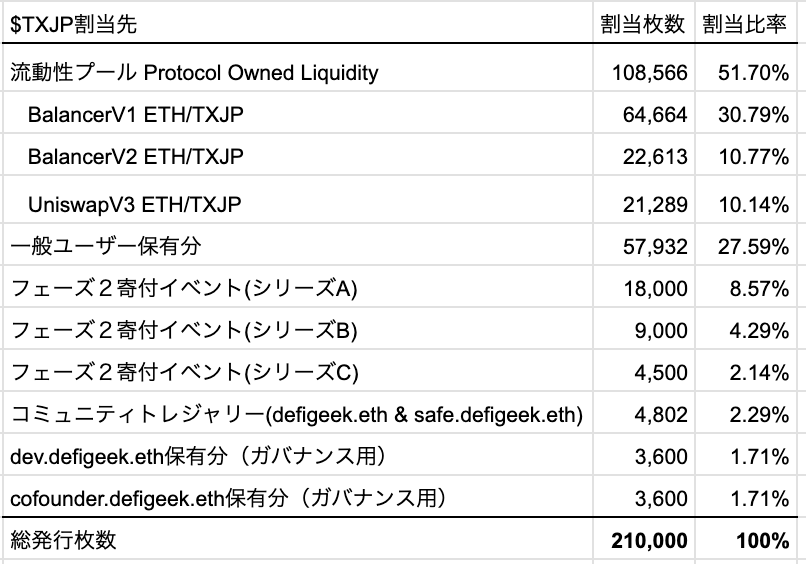 $TXJP割当先 割当枚数 割当比率
流動性プール Protocol Owned Liquidity 108,566 51.70%
BalancerV1 ETH/TXJP 64,664 30.79%
BalancerV2 ETH/TXJP 22,613 10.77%
UniswapV3 ETH/TXJP 21,289 10.14%
一般ユーザー保有分 57,932 27.59%
フェーズ２寄付イベント(シリーズA) 18,000 8.57%
フェーズ２寄付イベント(シリーズB) 9,000 4.29%
フェーズ２寄付イベント(シリーズC) 4,500 2.14%
コミュニティトレジャリー(defigeek.eth & safe.defigeek.eth) 4,802 2.29%
dev.defigeek.eth保有分（ガバナンス用） 3,600 1.71%
cofounder.defigeek.eth保有分（ガバナンス用） 3,600 1.71%
総発行枚数 210,000 100%